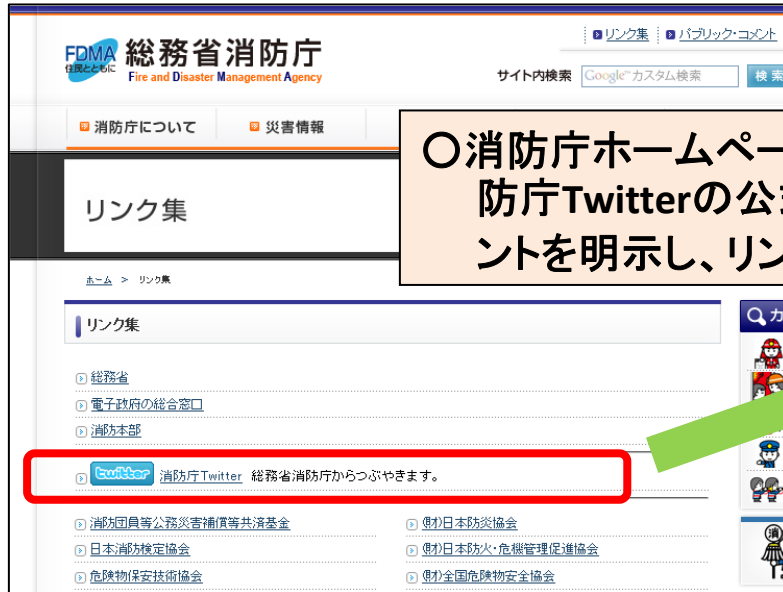 リンク集 パブリック・コメント
FDMA 総務省消防庁
住民とともに Fire and Disaster Management Agency
サイト内検索 Google カスタム検索 検索
消防庁について 災害情報
〇消防庁ホームペー
防庁Twitterの公
ントを明示し、リン
リンク集
ホーム > リンク集
リンク集
カ
総務省
電子政府の総合窓口
消防本部
twitter 消防庁Twitter 総務省消防庁からつぶやきます。
消防団員等公務災害補償等共済基金 (財)日本防炎協会
日本消防検定協会 (財)日本防火・危機管理促進協会
危険物保安技術協会 (財)全国危険物安全協会
消